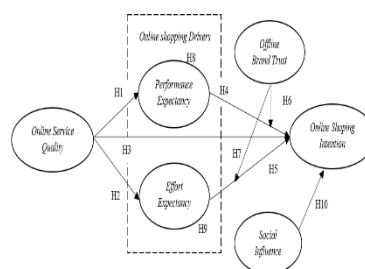 Online shopping Drivers
H8
Performance
Expectancy
Offline
Brand Trust
H1
H4
H6
Online Service
Quality
H3
H7
Online Shaping
Intention
H2
H5
Effort
Expectancy
H9
Social
Influence
H10